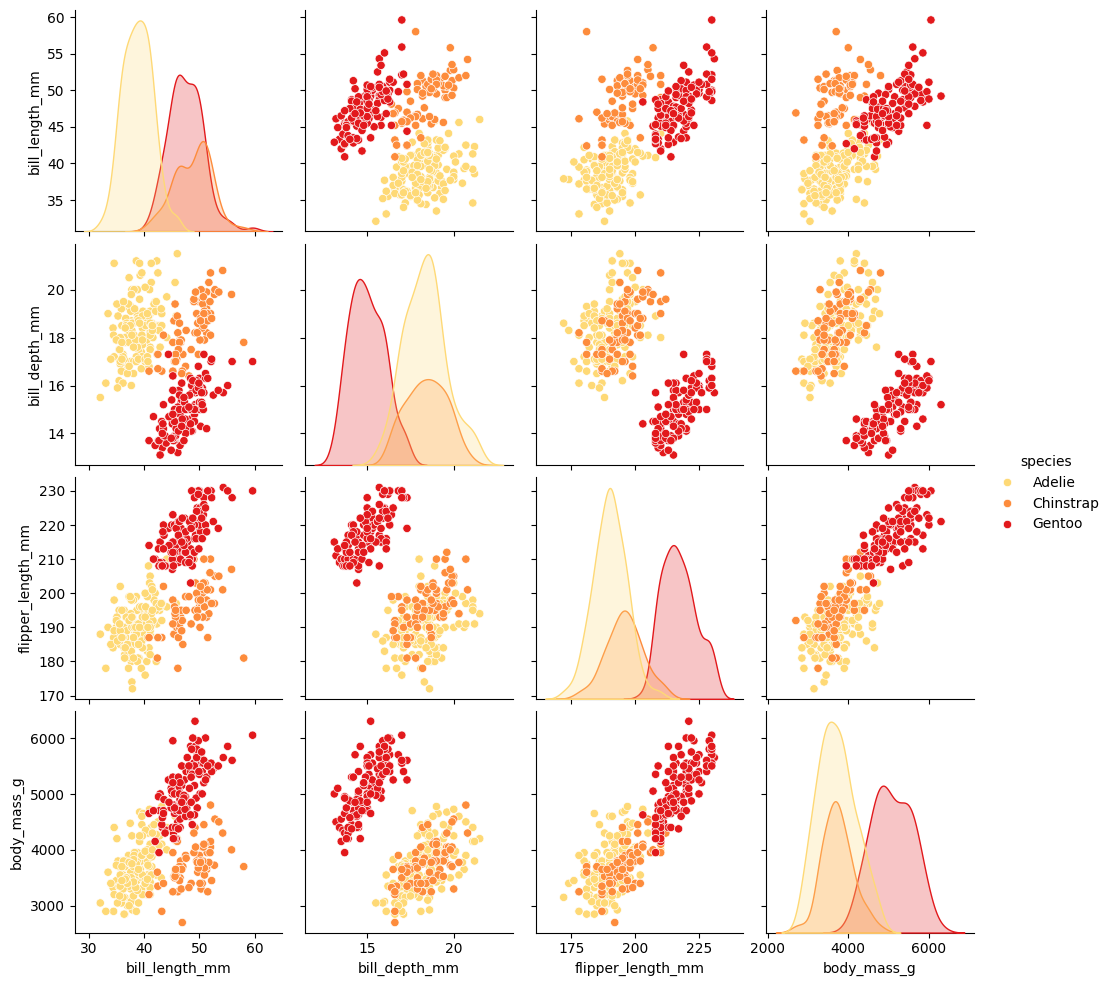 60
55
50
45
40
35
bill_length_mm
20
18
16
14
bill_depth_mm
230
220
210
200
190
180
170
flipper_length_mm
6000
5000
4000
3000
body_mass_g
30 40 50 60
bill_length_mm
15 20
bill_depth_mm
175 200 225
flipper_length_mm
2000 4000 6000
body_mass_g
species
Adelie
Chinstrap
Gentoo